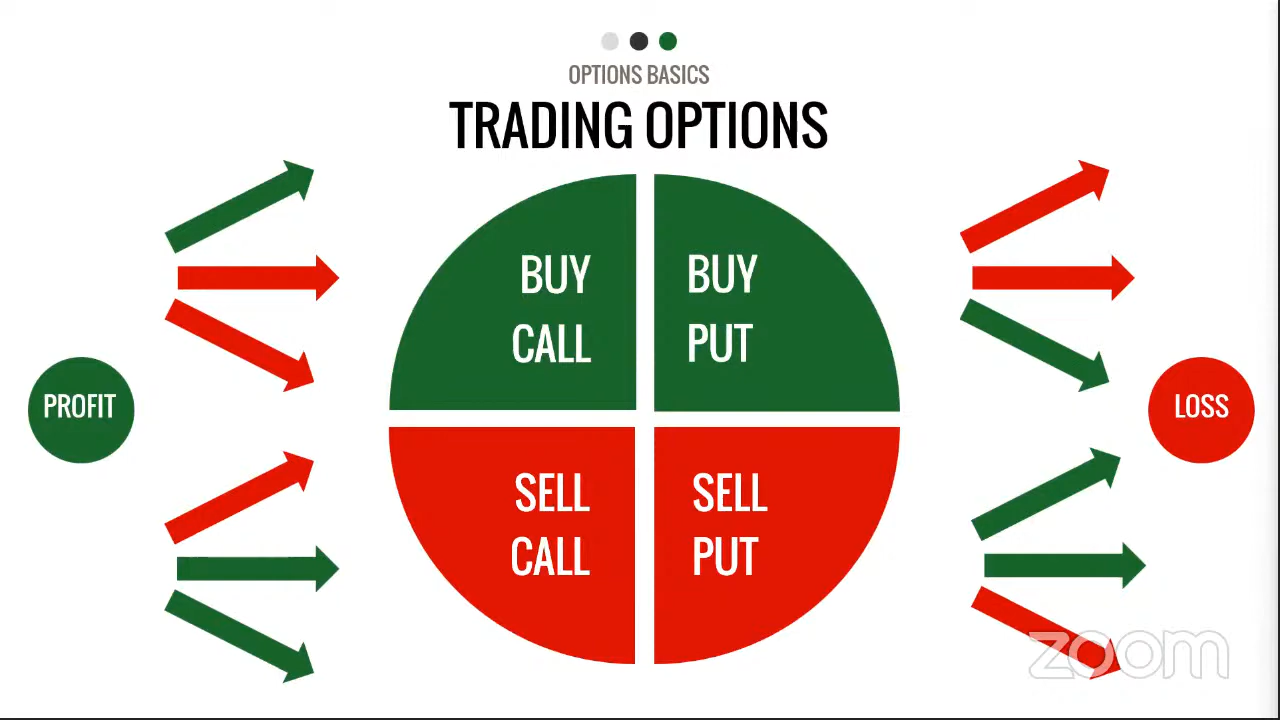 OPTIONS BASICS
TRADING OPTIONS
BUY
CALL
BUY
PUT
PROFIT
LOSS
SELL
CALL
SELL
PUT
zoom